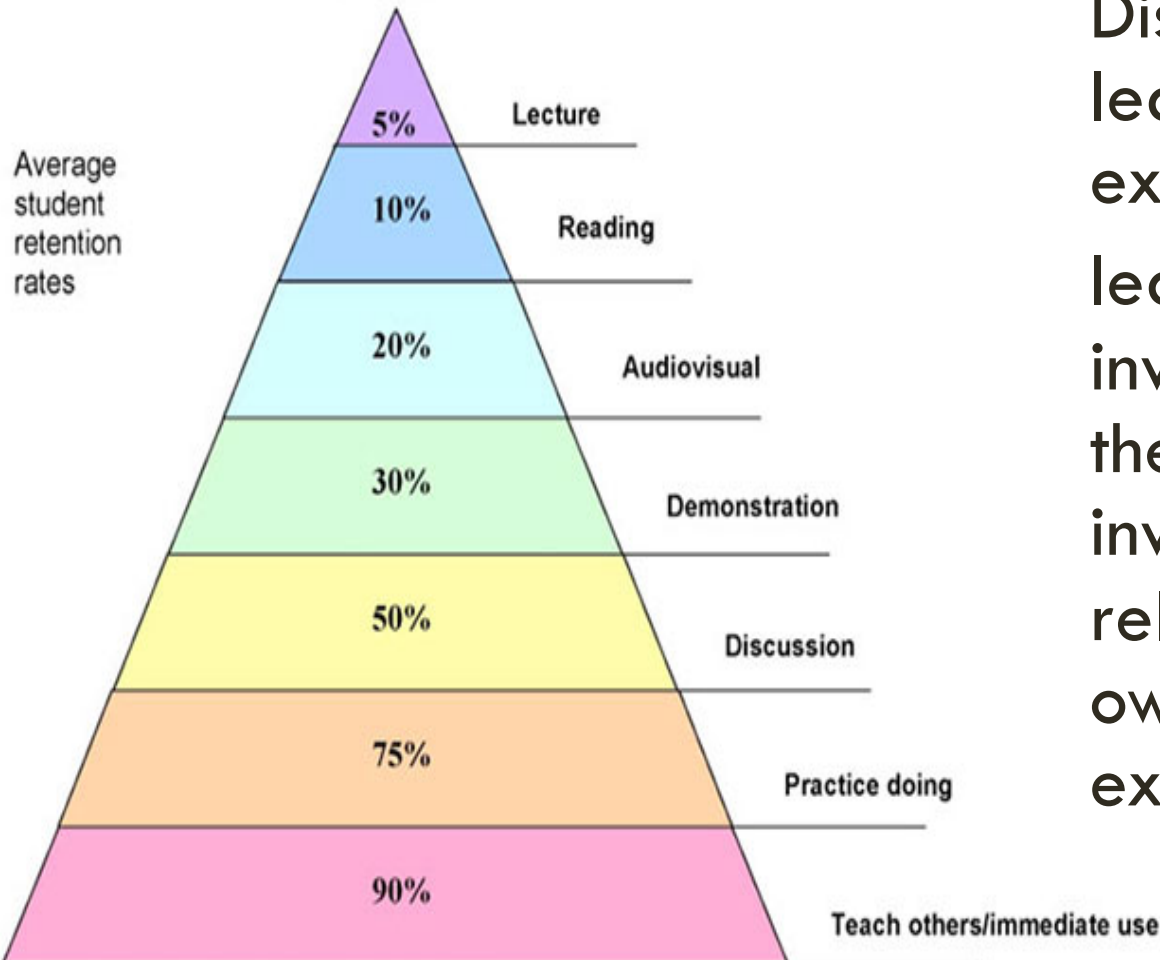 Average
student
retention
rates
5%
Lecture
10%
Reading
20%
Audiovisual
30%
Demonstration
50%
Discussion
75%
Practice doing
90%
Teach others/immediate use